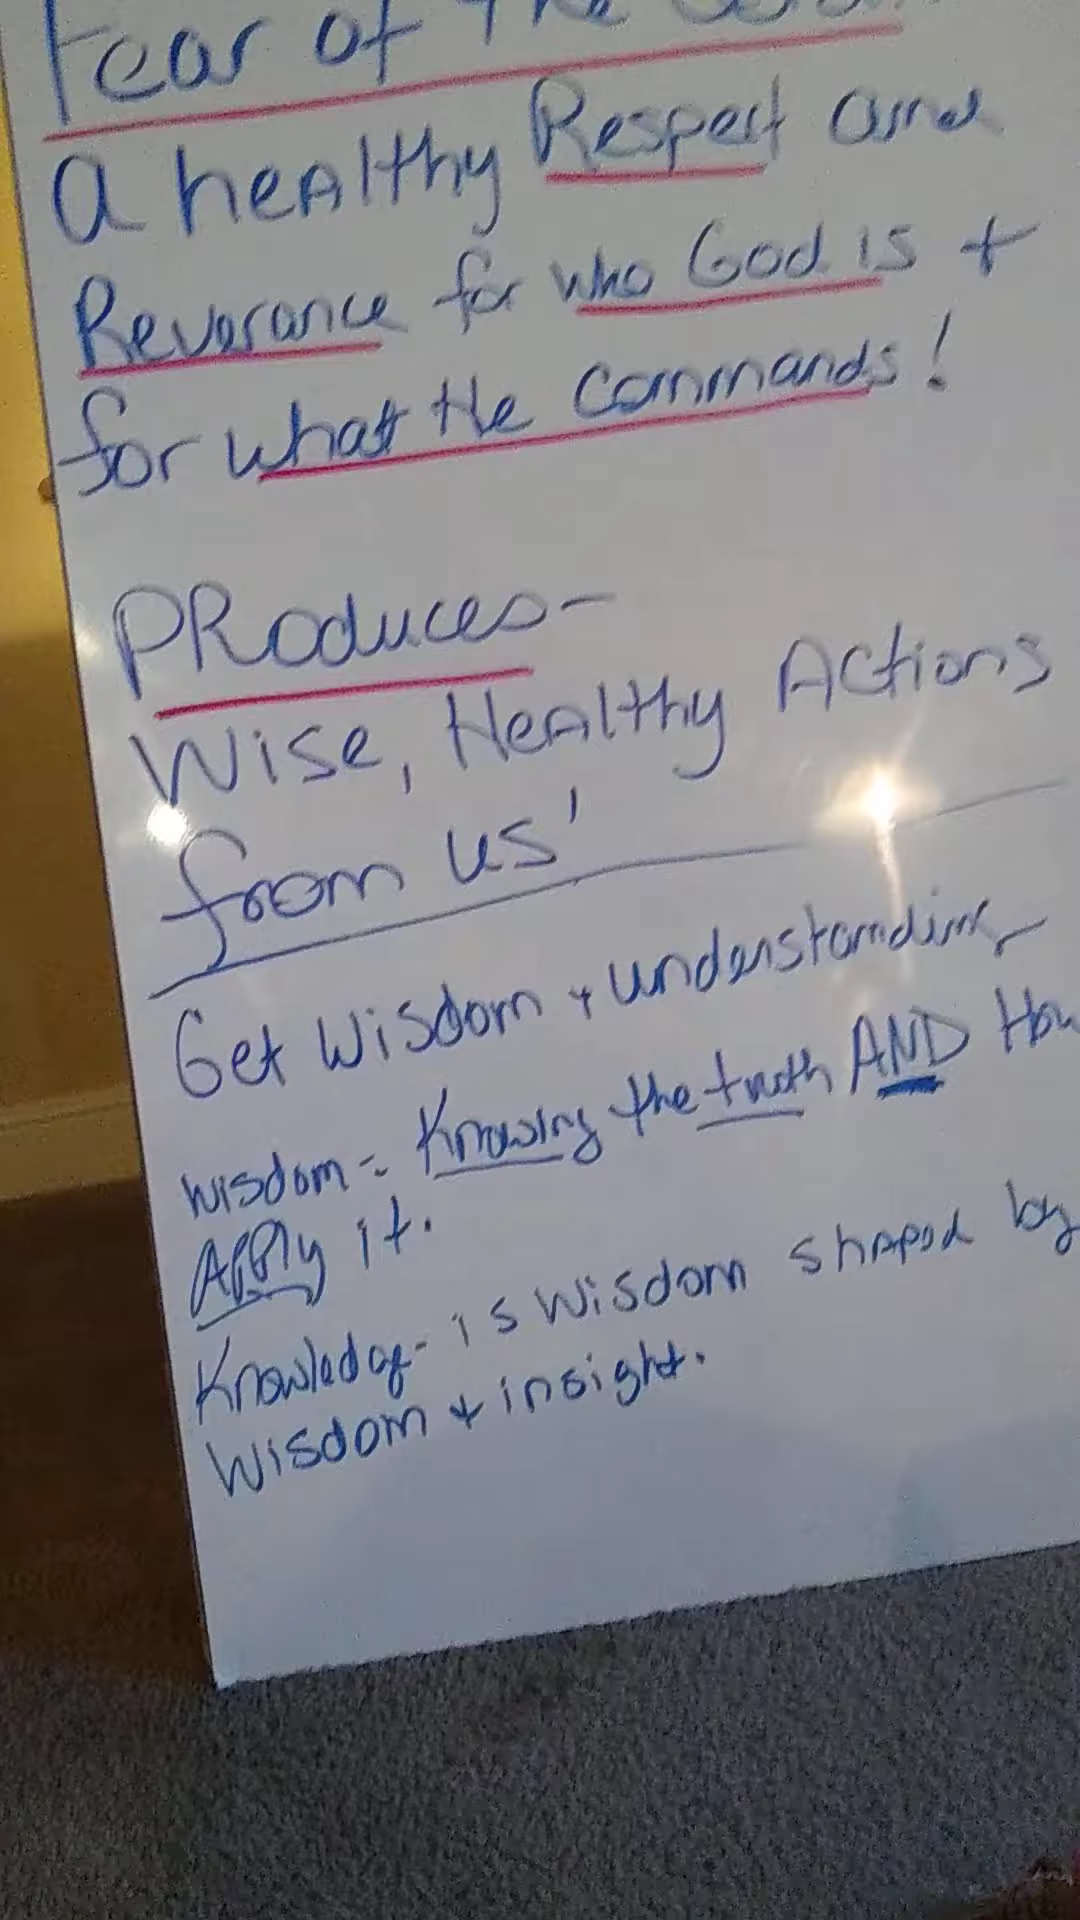 Fear of The
a healthy Respect and
Reverance for who God is +
for what He Commands!
PRoduces-
Wise, Healthy Actions
from us'
Get Wisdom + understanding
wisdom = Knowing the truth AND How
Apply it.
Knowledge- is wisdom shaped by
Wisdom + insight.